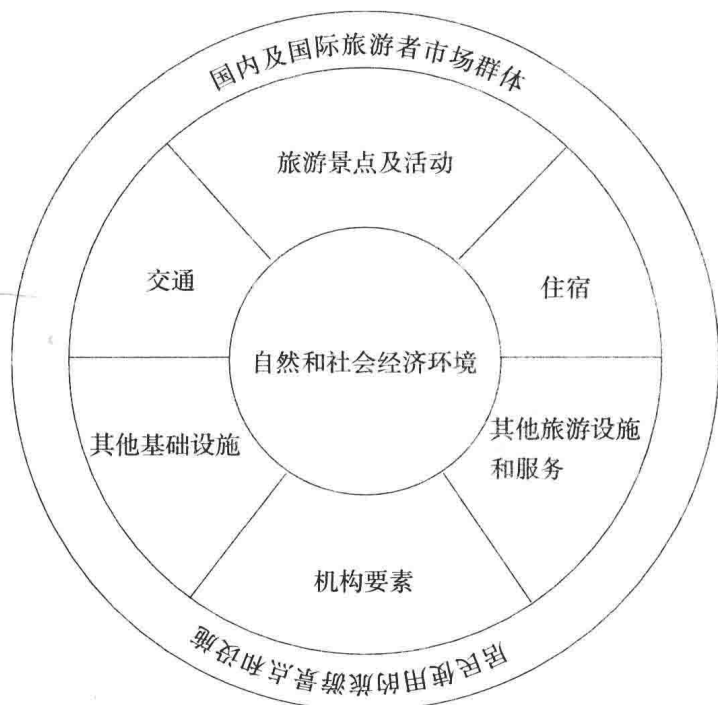 国内及国际旅游者市场群体
旅游景点及活动
交通
住宿
自然和社会经济环境
其他基础设施
其他旅游设施
和服务
机构要素
居民使用的旅游景点和设施